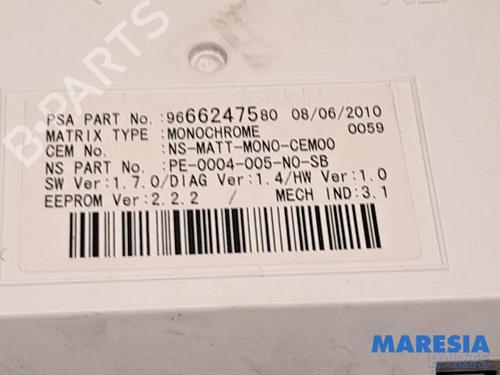 PSA PART No.:9666247580 08/06/2010
MATRIX TYPE :MONOCHROME 0059
CEM No. :NS-MATT-MONO-CEM00
NS PART No. :PE-0004-005-NO-SB
SW Ver:1.7.0/DIAG Ver:1.4/HW Ver:1.0
EEPROM Ver:2.2.2 / MECH IND:3.1
B-PARTS
MARESIA
PARTS